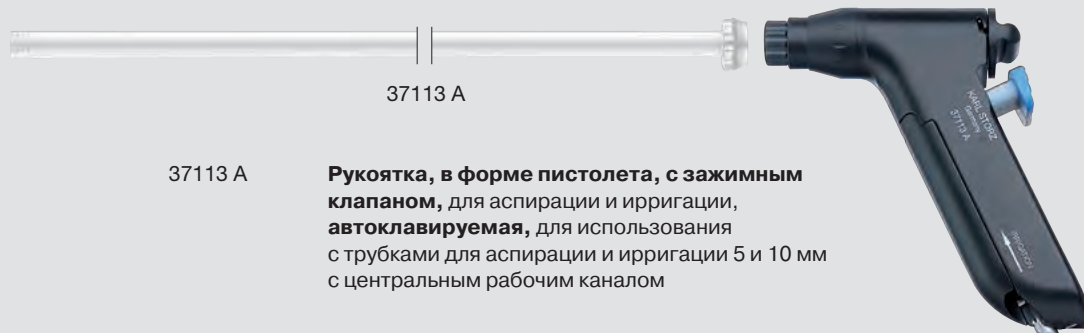 37113 A
37113 A
Рукоятка, в форме пистолета, с зажимным
клапаном, для аспирации и ирригации,
автоклавируемая, для использования
с трубками для аспирации и ирригации 5 и 10 мм
с центральным рабочим каналом
KARL STORZ
Germany
37113 A
IRRIGATION